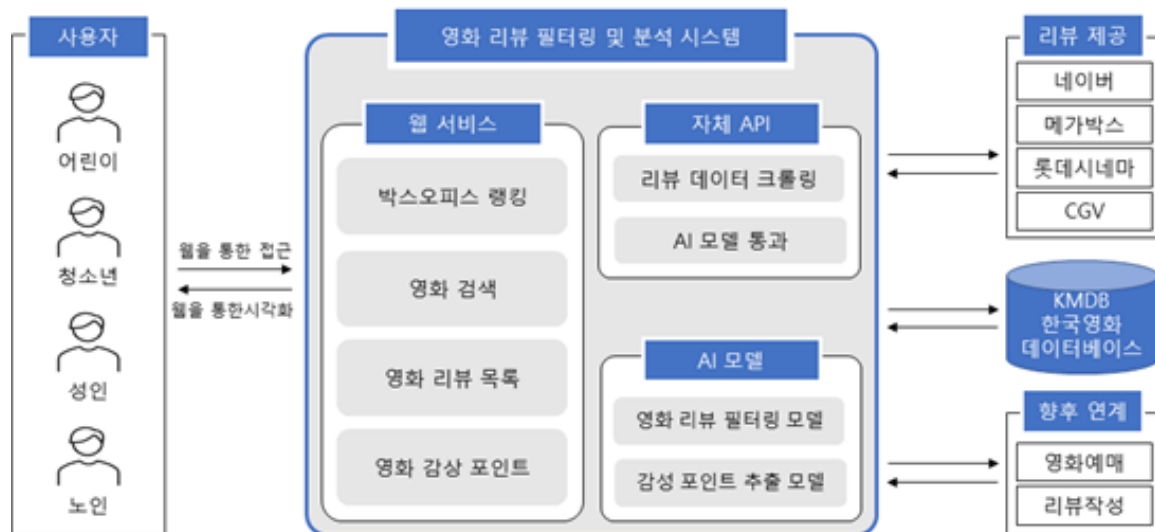 사용자
어린이
청소년
성인
노인
웹을 통한 접근
웹을 통한시각화
영화 리뷰 필터링 및 분석 시스템
웹 서비스
박스오피스 랭킹
영화 검색
영화 리뷰 목록
영화 감상 포인트
자체 API
리뷰 데이터 크롤링
AI 모델 통과
AI 모델
영화 리뷰 필터링 모델
감성 포인트 추출 모델
리뷰 제공
네이버
메가박스
롯데시네마
CGV
KMDB
한국영화
데이터베이스
향후 연계
영화예매
리뷰작성